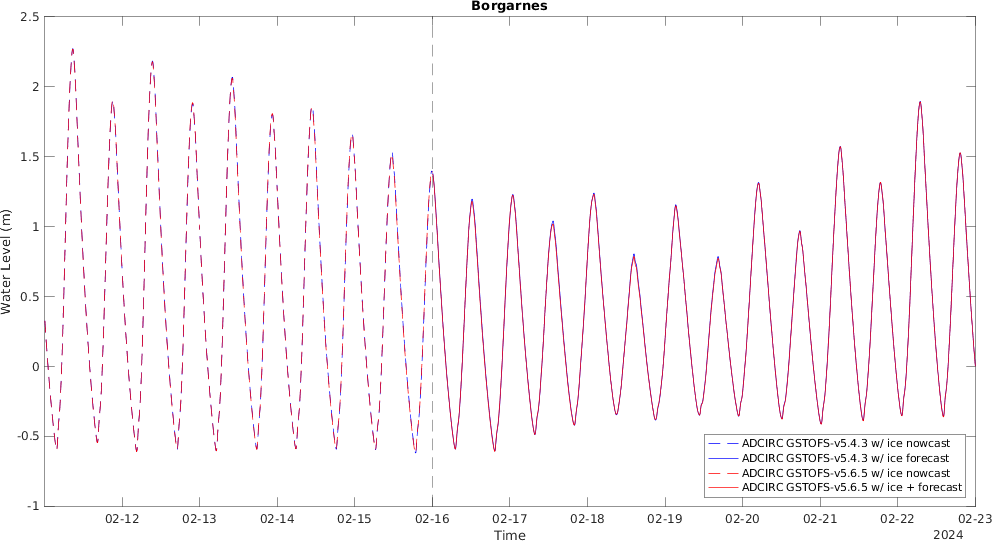 Borgarnes
2.5
2
1.5
1
0.5
0
-0.5
-1
Water Level (m)
02-12 02-13 02-14 02-15 02-16 02-17 02-18 02-19 02-20 02-21 02-22 02-23
Time
2024
ADCIRC GSTOFS-v5.4.3 w/ ice nowcast
ADCIRC GSTOFS-v5.4.3 w/ ice forecast
ADCIRC GSTOFS-v5.6.5 w/ ice nowcast
ADCIRC GSTOFS-v5.6.5 w/ ice + forecast